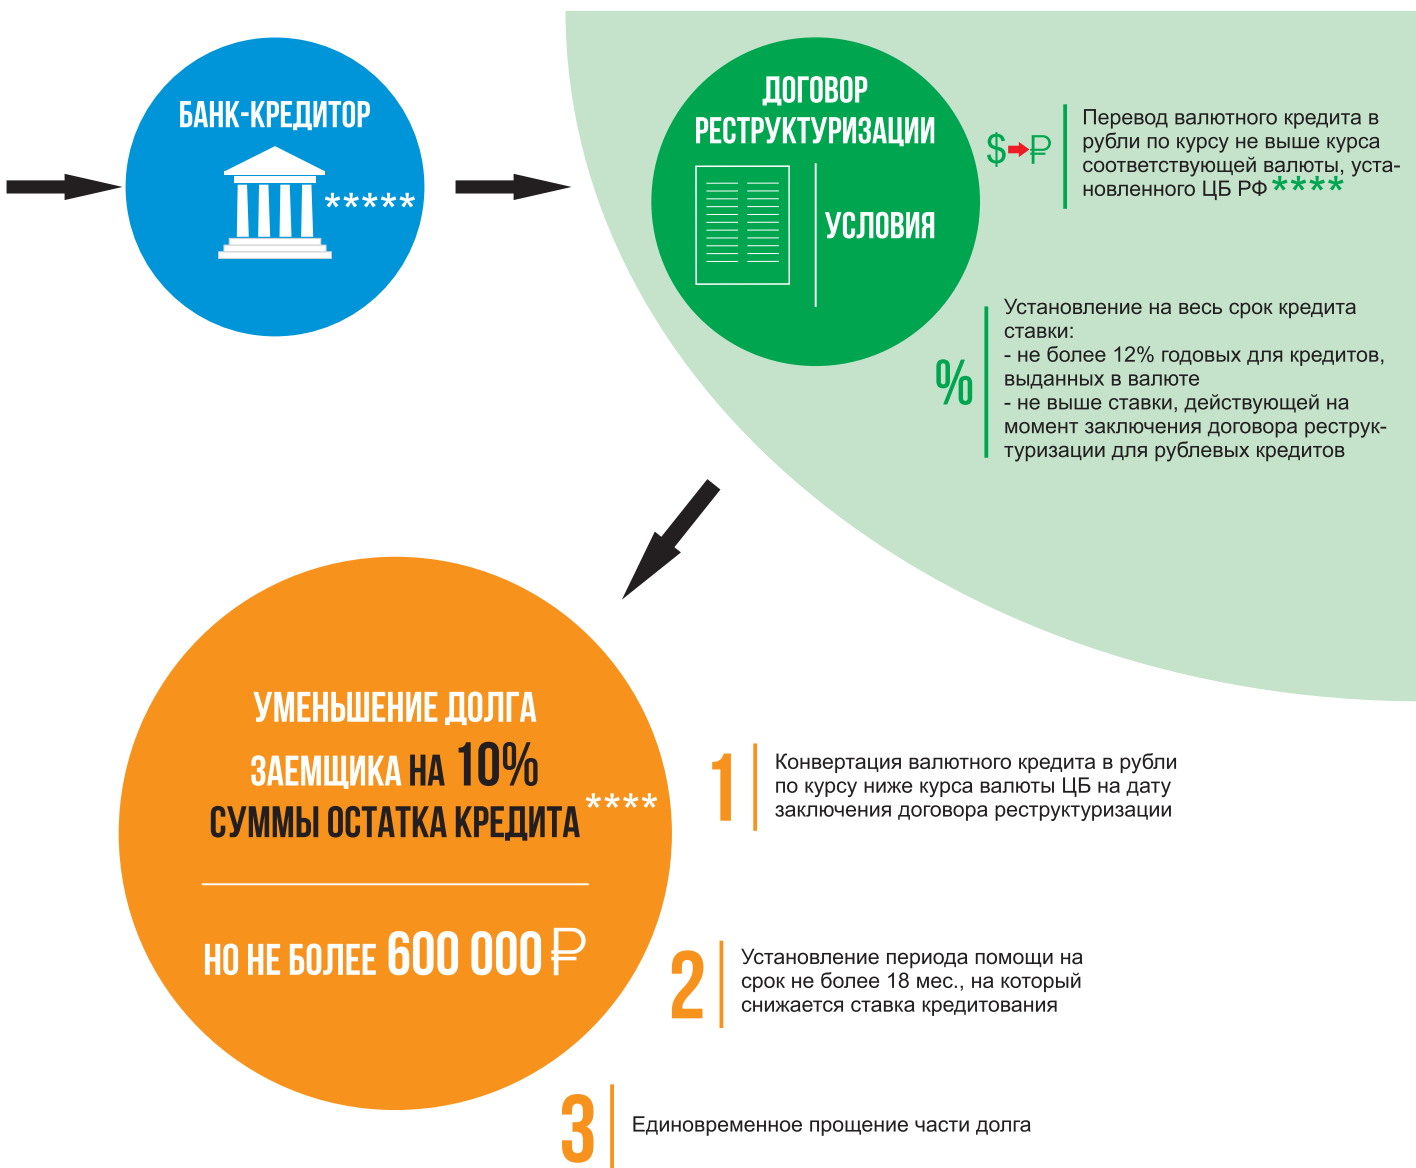 БАНК-КРЕДИТОР
*****
ДОГОВОР
РЕСТРУКТУРИЗАЦИИ
УСЛОВИЯ
$ ₽
Перевод валютного кредита в
рубли по курсу не выше курса
соответствующей валюты, уста-
новленного ЦБ РФ ****
%
Установление на весь срок кредита
ставки:
- не более 12% годовых для кредитов,
выданных в валюте
- не выше ставки, действующей на
момент заключения договора реструк-
туризации для рублевых кредитов
УМЕНЬШЕНИЕ ДОЛГА
ЗАЕМЩИКА НА 10%
СУММЫ ОСТАТКА КРЕДИТА ****
НО НЕ БОЛЕЕ 600 000 ₽
1
Конвертация валютного кредита в рубли
по курсу ниже курса валюты ЦБ на дату
заключения договора реструктуризации
2
Установление периода помощи на
срок не более 18 мес., на который
снижается ставка кредитования
3
Единовременное прощение части долга